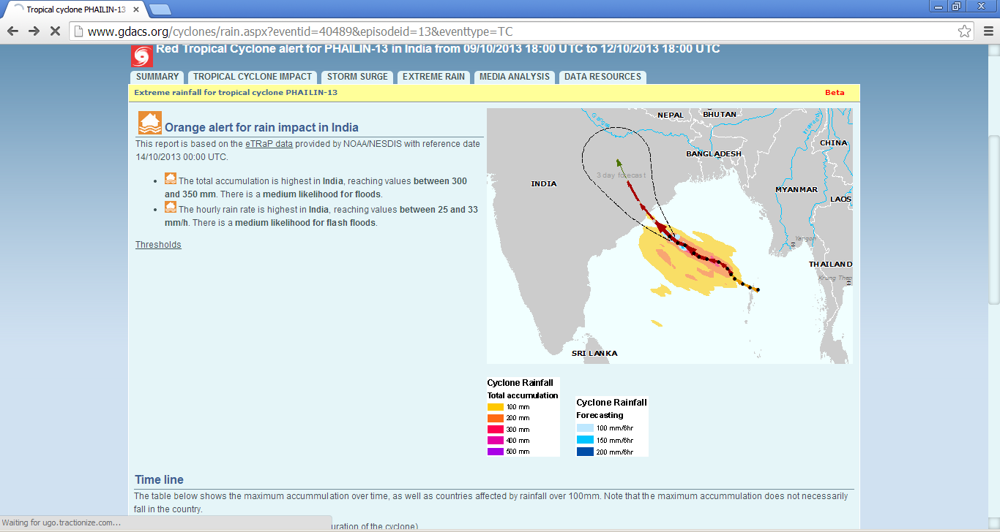 Tropical cyclone PHAILIN-13
www.gdacs.org/cyclones/rain.aspx?eventid=40489&episodeid=13&eventtype=TC
Red Tropical Cyclone alert for PHAILIN-13 in India from 09/10/2013 18:00 UTC to 12/10/2013 18:00 UTC
SUMMARY TROPICAL CYCLONE IMPACT STORM SURGE EXTREME RAIN MEDIA ANALYSIS DATA RESOURCES
Extreme rainfall for tropical cyclone PHAILIN-13 Beta
Orange alert for rain impact in India
This report is based on the eTRaP data provided by NOAA/NESDIS with reference date
14/10/2013 00:00 UTC.
The total accumulation is highest in India, reaching values between 300
and 350 mm. There is a medium likelihood for floods.
The hourly rain rate is highest in India, reaching values between 25 and 33
mm/h. There is a medium likelihood for flash floods.
Thresholds
Ganges
NEPAL
BHUTAN
CHINA
BANGLADESH
3 day forecast
INDIA
MYANMAR
LAOS
Yangon
THAILAND
Krung Thep
SRI LANKA
Cyclone Rainfall
Total accumulation
100 mm
200 mm
300 mm
400 mm
500 mm
Cyclone Rainfall
Forecasting
100 mm/6hr
150 mm/6hr
200 mm/6hr
Time line
The table below shows the maximum accummulation over time, as well as countries affected by rainfall over 100mm. Note that the maximum accummulation does not necessarily
fall in the country.
uration of the cyclone)
Waiting for ugo.tractionize.com...